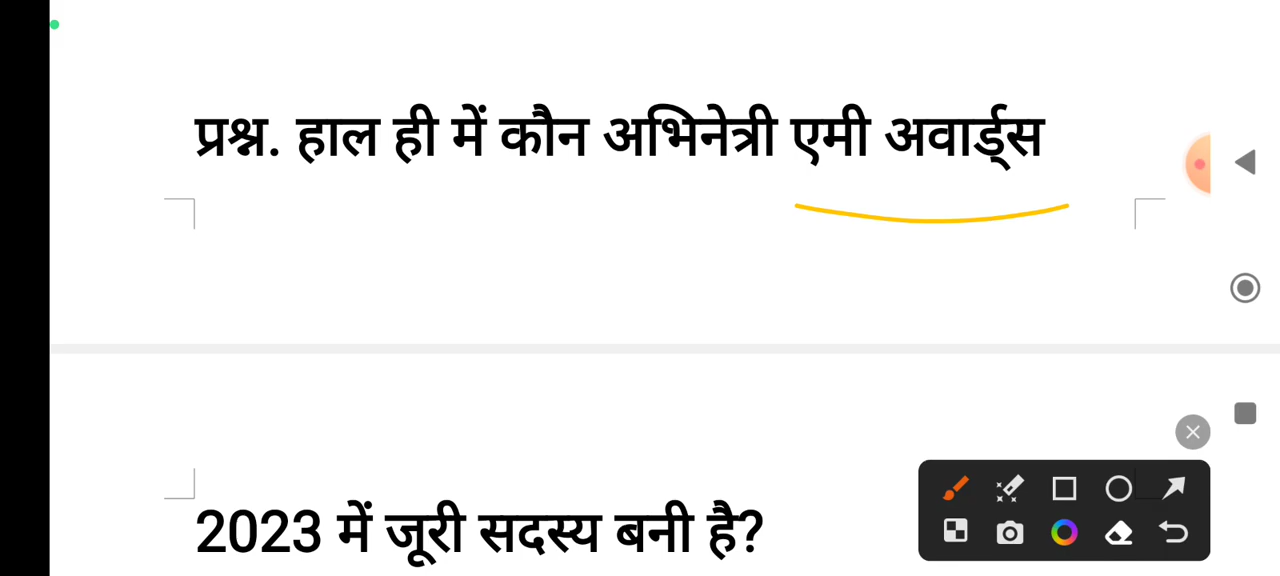 प्रश्न. हाल ही में कौन अभिनेत्री एमी अवार्ड्स
2023 में जूरी सदस्य बनी है?